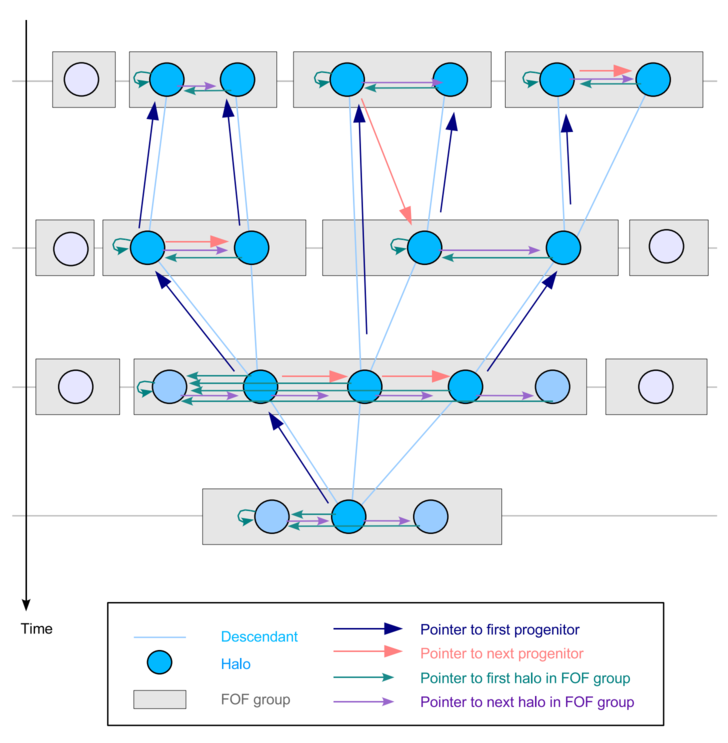 Time
Descendant
Halo
FOF group
Pointer to first progenitor
Pointer to next progenitor
Pointer to first halo in FOF group
Pointer to next halo in FOF group